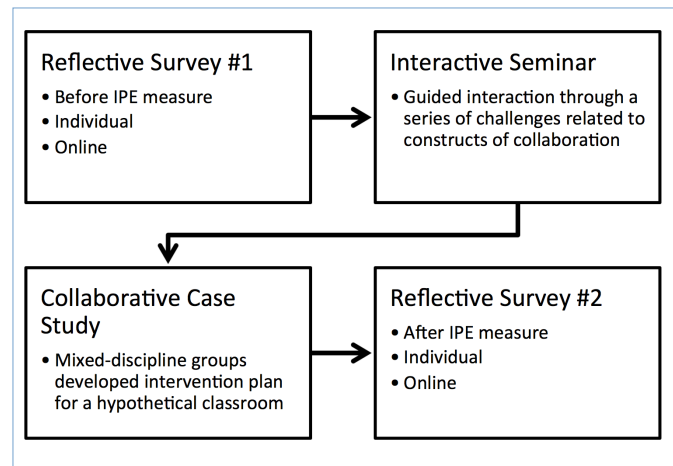 Reflective Survey #1
• Before IPE measure
• Individual
• Online
Interactive Seminar
• Guided interaction through a
series of challenges related to
constructs of collaboration
Collaborative Case
Study
• Mixed-discipline groups
developed intervention plan
for a hypothetical classroom
Reflective Survey #2
• After IPE measure
• Individual
• Online